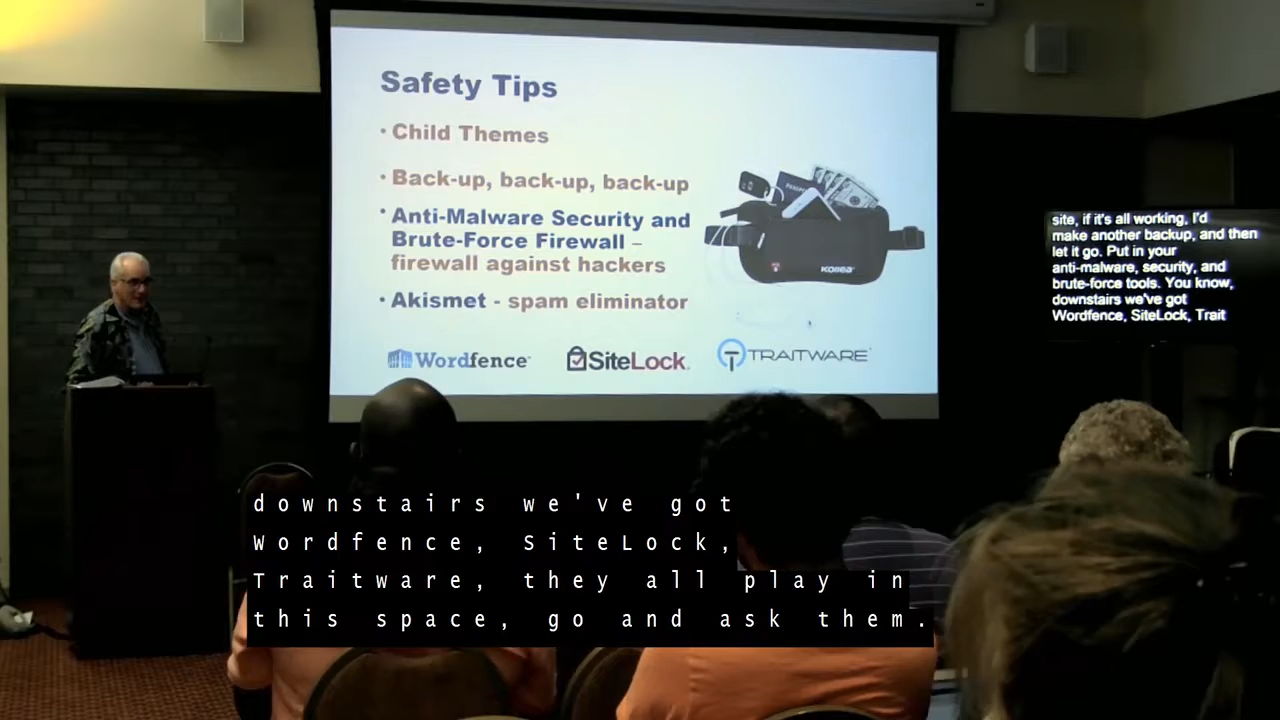 Safety Tips
• Child Themes
• Back-up, back-up, back-up
• Anti-Malware Security and
Brute-Force Firewall –
firewall against hackers
• Akismet - spam eliminator
Wordfence
SiteLock
TRAITWARE
KOLIEA
site, if it's all working, I'd
make another backup, and then
let it go. Put in your
anti-malware, security, and
brute-force tools. You know,
downstairs we've got
Wordfence, SiteLock, Trait
downstairs we've got
Wordfence, SiteLock,
Traitware, they all play in
this space, go and ask them.